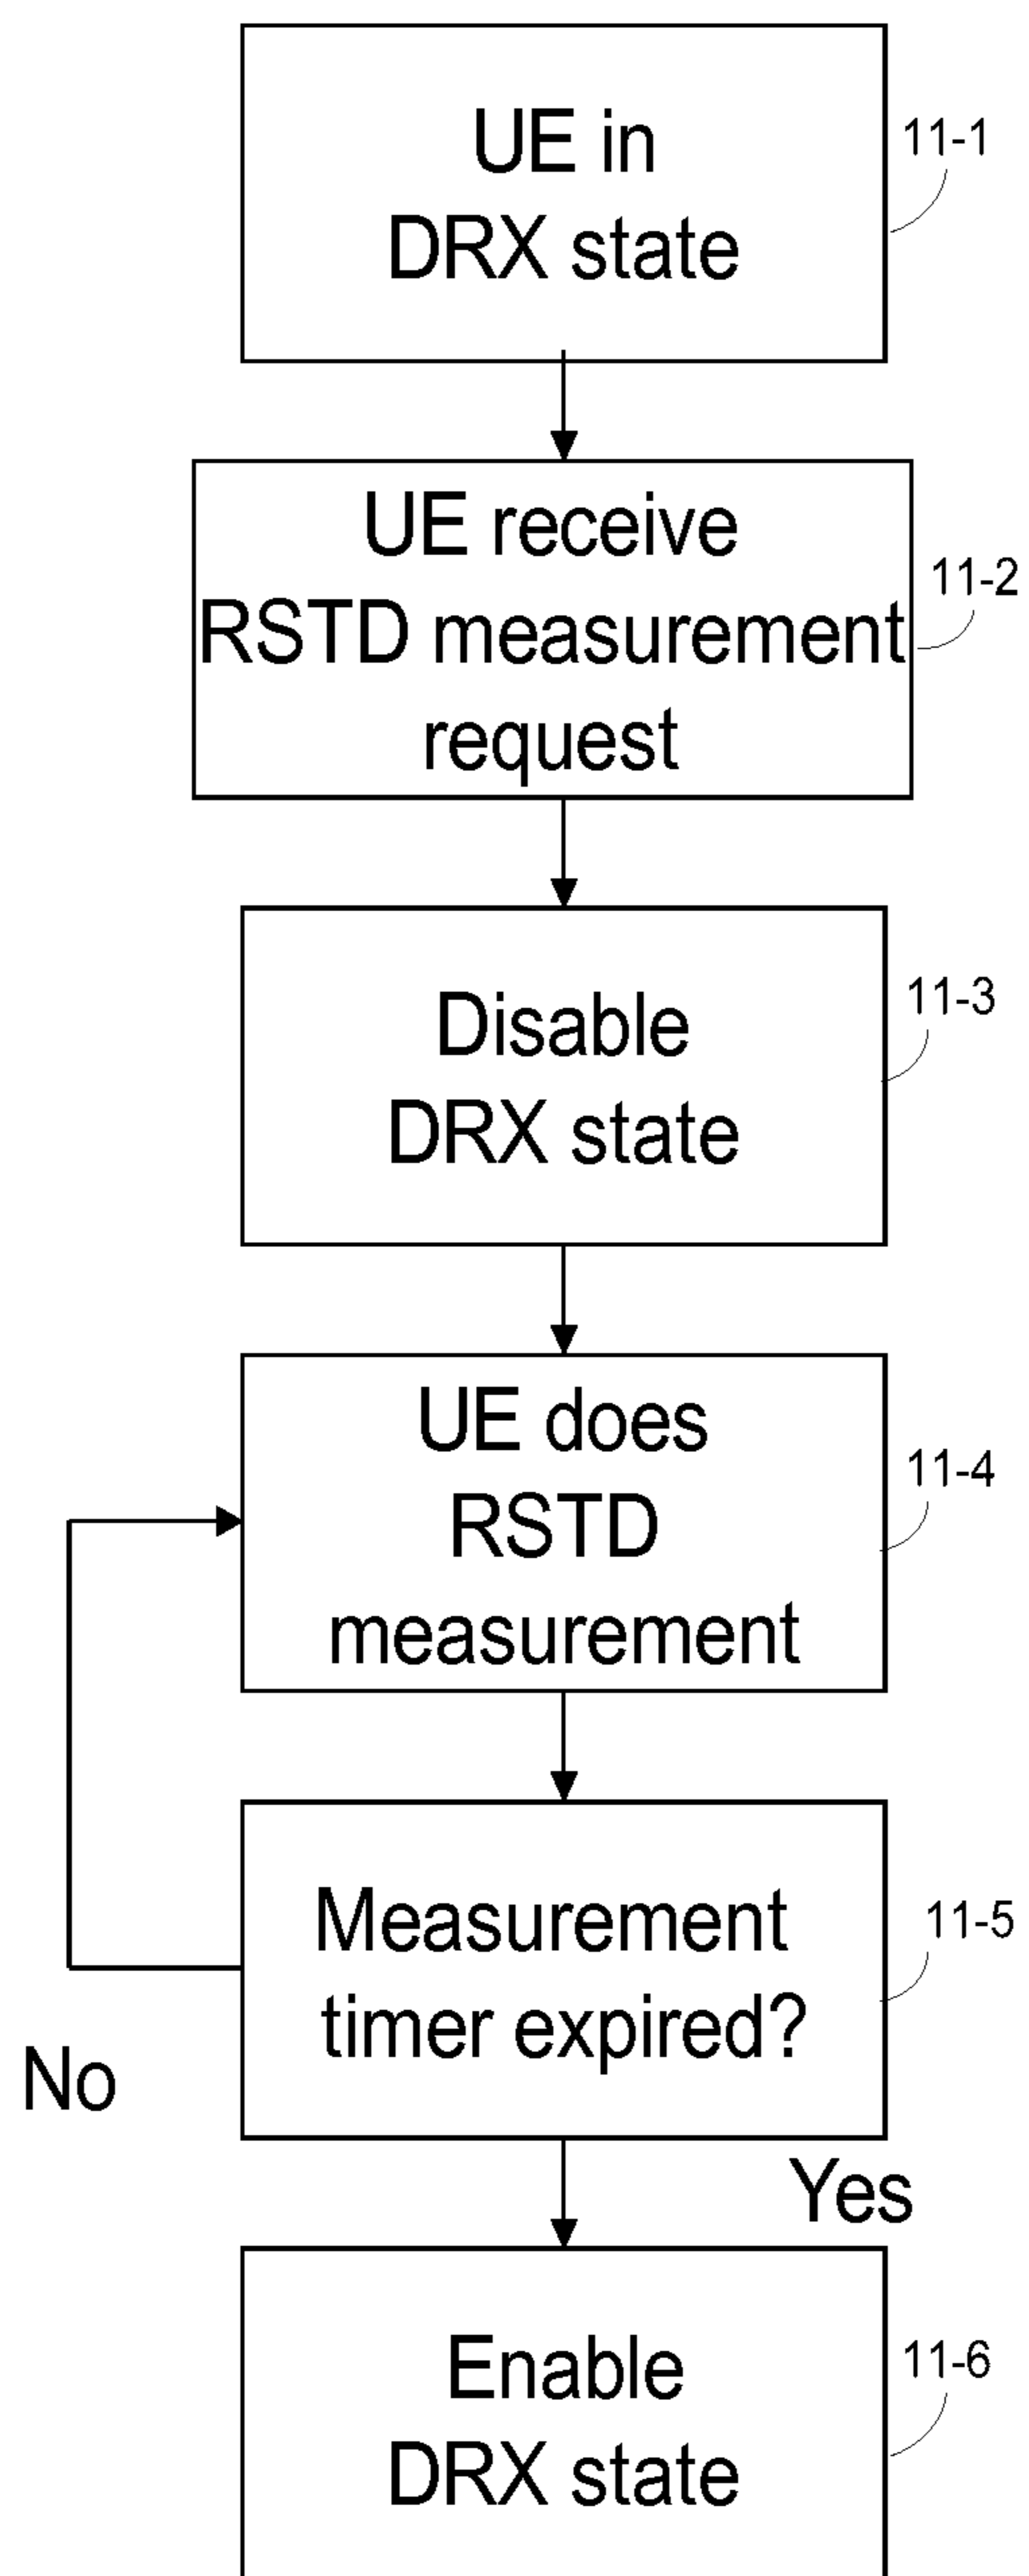 UE in
DRX state
11-1
UE receive
RSTD measurement
request
11-2
Disable
DRX state
11-3
UE does
RSTD
measurement
11-4
Measurement
timer expired?
11-5
No
Yes
Enable
DRX state
11-6